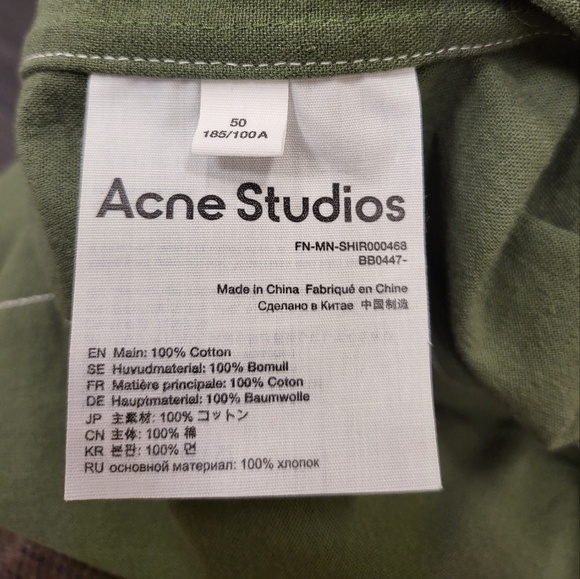 50
185/100A
Acne Studios
FN-MN-SHIR000468
BB0447-
Made in China Fabriqué en Chine
Сделано в Китае 中国制造
EN Main: 100% Cotton
SE Huvudmaterial: 100% Bomull
FR Matière principale: 100% Coton
DE Hauptmaterial: 100% Baumwolle
JP 主素材: 100% コットン
CN 主体: 100% 棉
KR 본판: 100% 면
RU основной материал: 100% хлопок